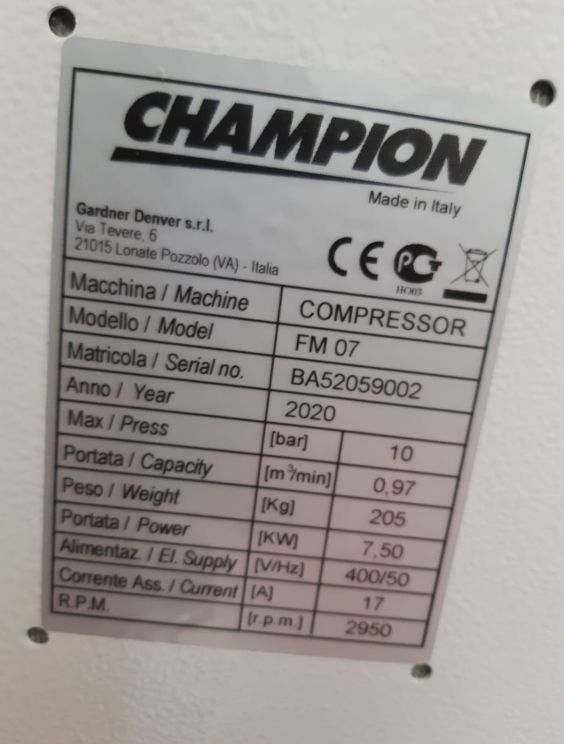 CHAMPION
Made in Italy
Gardner Denver s.r.l.
Via Tevere, 6
21015 Lonate Pozzolo (VA) - Italia
CE PG
HO03
Macchina / Machine COMPRESSOR
Modello / Model FM 07
Matricola / Serial no. BA52059002
Anno / Year 2020
Max / Press [bar] 10
Portata / Capacity [m³/min] 0,97
Peso / Weight [Kg] 205
Portata / Power [KW] 7,50
Alimentaz. / El. Supply [V/Hz] 400/50
Corrente Ass. / Current [A] 17
R.P.M. [r.p.m.] 2950